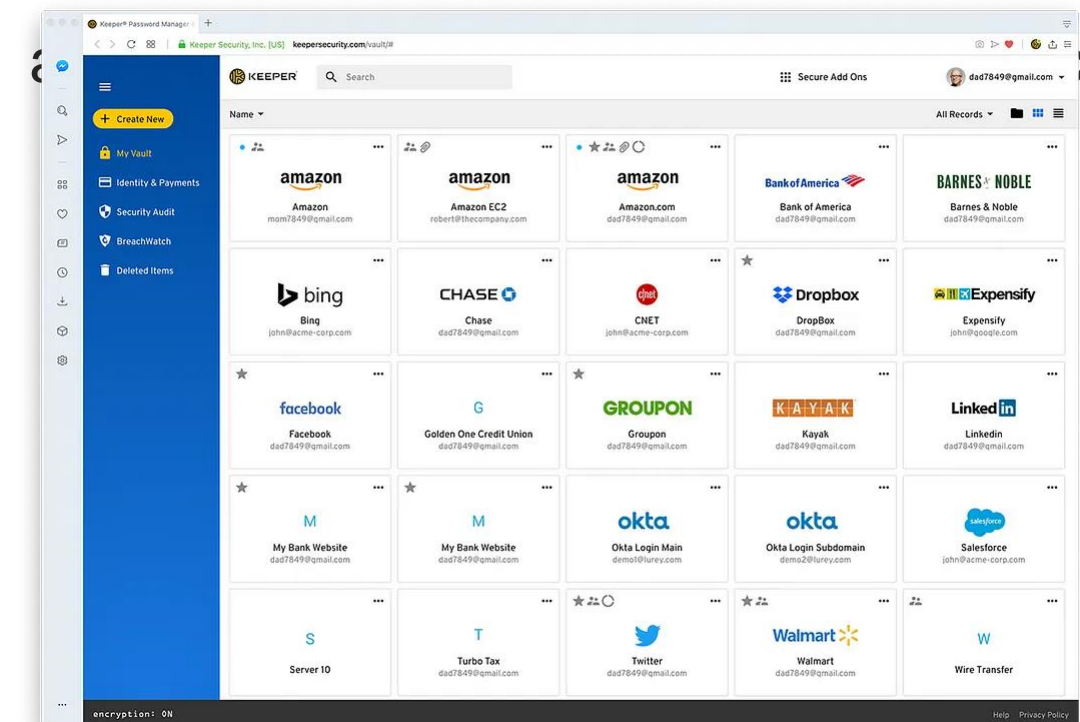 Keeper® Password Manager
Keeper Security, Inc. [US] keepersecurity.com/vault/#
KEEPER
Search
Secure Add Ons
dad7849@gmail.com
Create New
My Vault
Identity & Payments
Security Audit
BreachWatch
Deleted Items
Name
All Records
amazon
Amazon
mom7849@gmail.com
amazon
Amazon EC2
robert@thecompany.com
amazon
Amazon.com
dad7849@gmail.com
Bank of America
Bank of America
dad7849@gmail.com
BARNES & NOBLE
Barnes & Noble
dad7849@gmail.com
bing
Bing
john@acme-corp.com
CHASE
Chase
dad7849@gmail.com
cnet
CNET
john@acme-corp.com
Dropbox
DropBox
dad7849@gmail.com
Expensify
Expensify
john@google.com
facebook
Facebook
dad7849@gmail.com
G
Golden One Credit Union
dad7849@gmail.com
GROUPON
Groupon
dad7849@gmail.com
KAYAK
Kayak
dad7849@gmail.com
Linked in
Linkedin
dad7849@gmail.com
M
My Bank Website
dad7849@gmail.com
M
My Bank Website
dad7849@gmail.com
okta
Okta Login Main
demo1@lurey.com
okta
Okta Login Subdomain
demo2@lurey.com
salesforce
Salesforce
john@acme-corp.com
S
Server 10
T
Turbo Tax
dad7849@gmail.com
Twitter
dad7849@gmail.com
Walmart
Walmart
dad7849@gmail.com
W
Wire Transfer
encryption: ON
Help Privacy Policy